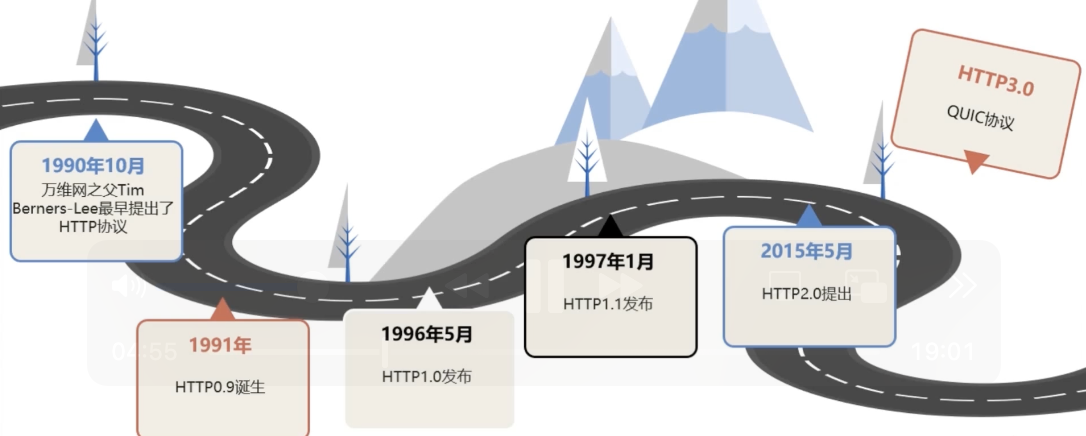 1990年10月
万维网之父Tim
Berners-Lee最早提出了
HTTP协议
1991年
HTTP0.9诞生
1996年5月
HTTP1.0发布
1997年1月
HTTP1.1发布
2015年5月
HTTP2.0提出
HTTP3.0
QUIC协议
04:55
19:01